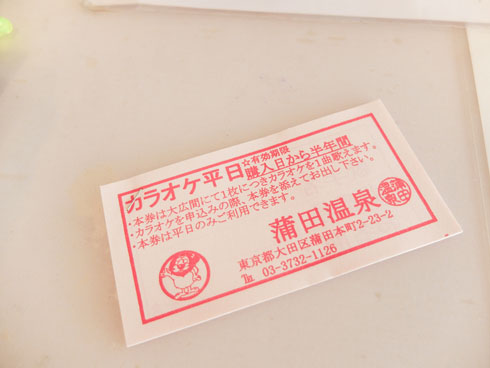 カラオケ平日 ☆有効期限 購入日から半年間
・本券は大広間にて1枚につきカラオケを1曲歌えます。
・カラオケを申込みの際、本券を添えてお出し下さい。
・本券は平日のみご利用できます。
蒲田温泉
蒲田温泉
東京都大田区蒲田本町2-23-2
℡ 03-3732-1126